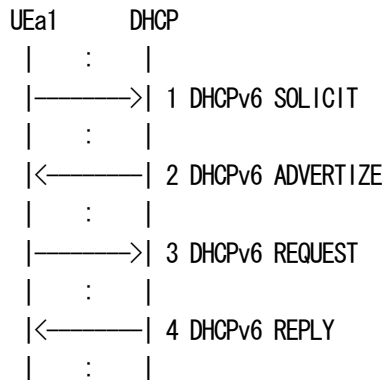 UEa1 DHCP
| : |
|--------->| 1 DHCPv6 SOLICIT
| : |
|<---------| 2 DHCPv6 ADVERTIZE
| : |
|--------->| 3 DHCPv6 REQUEST
| : |
|<---------| 4 DHCPv6 REPLY
| : |